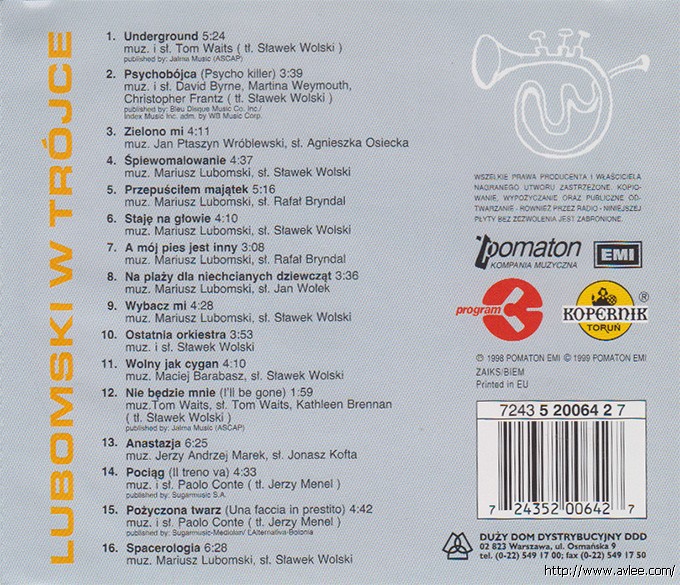 LUBOMSKI W TRÓJCE
1. Underground 5:24
muz. i sł. Tom Waits ( tł. Sławek Wolski )
published by: Jalma Music (ASCAP)
2. Psychobójca (Psycho killer) 3:39
muz. i sł. David Byrne, Martina Weymouth,
Christopher Frantz ( tł. Sławek Wolski )
published by: Bleu Disque Music Co. Inc./
Index Music Inc. adm. by WB Music Corp.
3. Zielono mi 4:11
muz. Jan Ptaszyn Wróblewski, sł. Agnieszka Osiecka
4. Śpiewomalowanie 4:37
muz. Mariusz Lubomski, sł. Sławek Wolski
5. Przepuściłem majątek 5:16
muz. Mariusz Lubomski, sł. Rafał Bryndal
6. Staję na głowie 4:10
muz. Mariusz Lubomski, sł. Sławek Wolski
7. A mój pies jest inny 3:08
muz. Mariusz Lubomski, sł. Rafał Bryndal
8. Na plaży dla niechcianych dziewcząt 3:36
muz. Mariusz Lubomski, sł. Jan Wołek
9. Wybacz mi 4:28
muz. Mariusz Lubomski, sł. Sławek Wolski
10. Ostatnia orkiestra 3:53
muz. i sł. Sławek Wolski
11. Wolny jak cygan 4:10
muz. Maciej Barabasz, sł. Sławek Wolski
12. Nie będzie mnie (I'll be gone) 1:59
muz.Tom Waits, sł. Tom Waits, Kathleen Brennan
( tł. Sławek Wolski )
published by: Jalma Music (ASCAP)
13. Anastazja 6:25
muz. Jerzy Andrzej Marek, sł. Jonasz Kofta
14. Pociąg (Il treno va) 4:33
muz. i sł. Paolo Conte ( tł. Jerzy Menel )
published by: Sugarmusic S.A.
15. Pożyczona twarz (Una faccia in prestito) 4:42
muz. i sł. Paolo Conte ( tł. Jerzy Menel )
published by: Sugarmusic-Mediolan/ L'Alternativa-Bolonia
16. Spacerologia 6:28
muz. Mariusz Lubomski, sł. Sławek Wolski
WSZELKIE PRAWA PRODUCENTA I WŁAŚCICIELA
NAGRANEGO UTWORU ZASTRZEŻONE. KOPIO-
WANIE, WYPOŻYCZANIE ORAZ PUBLICZNE OD-
TWARZANIE - RÓWNIEŻ PRZEZ RADIO - NINIEJSZEJ
PŁYTY BEZ ZEZWOLENIA JEST ZABRONIONE.
pomaton
KOMPANIA MUZYCZNA
EMI
program 3
KOPERNIK ®
TORUŃ
℗ 1998 POMATON EMI © 1999 POMATON EMI
ZAIKS/BIEM
Printed in EU
7243 5 20064 2 7
7 24352 00642 7
DUŻY DOM DYSTRYBUCYJNY DDD
02 823 Warszawa, ul. Osmańska 9
tel. (0-22) 549 17 00; fax (0-22) 549 17 50
http://www.avlee.com/